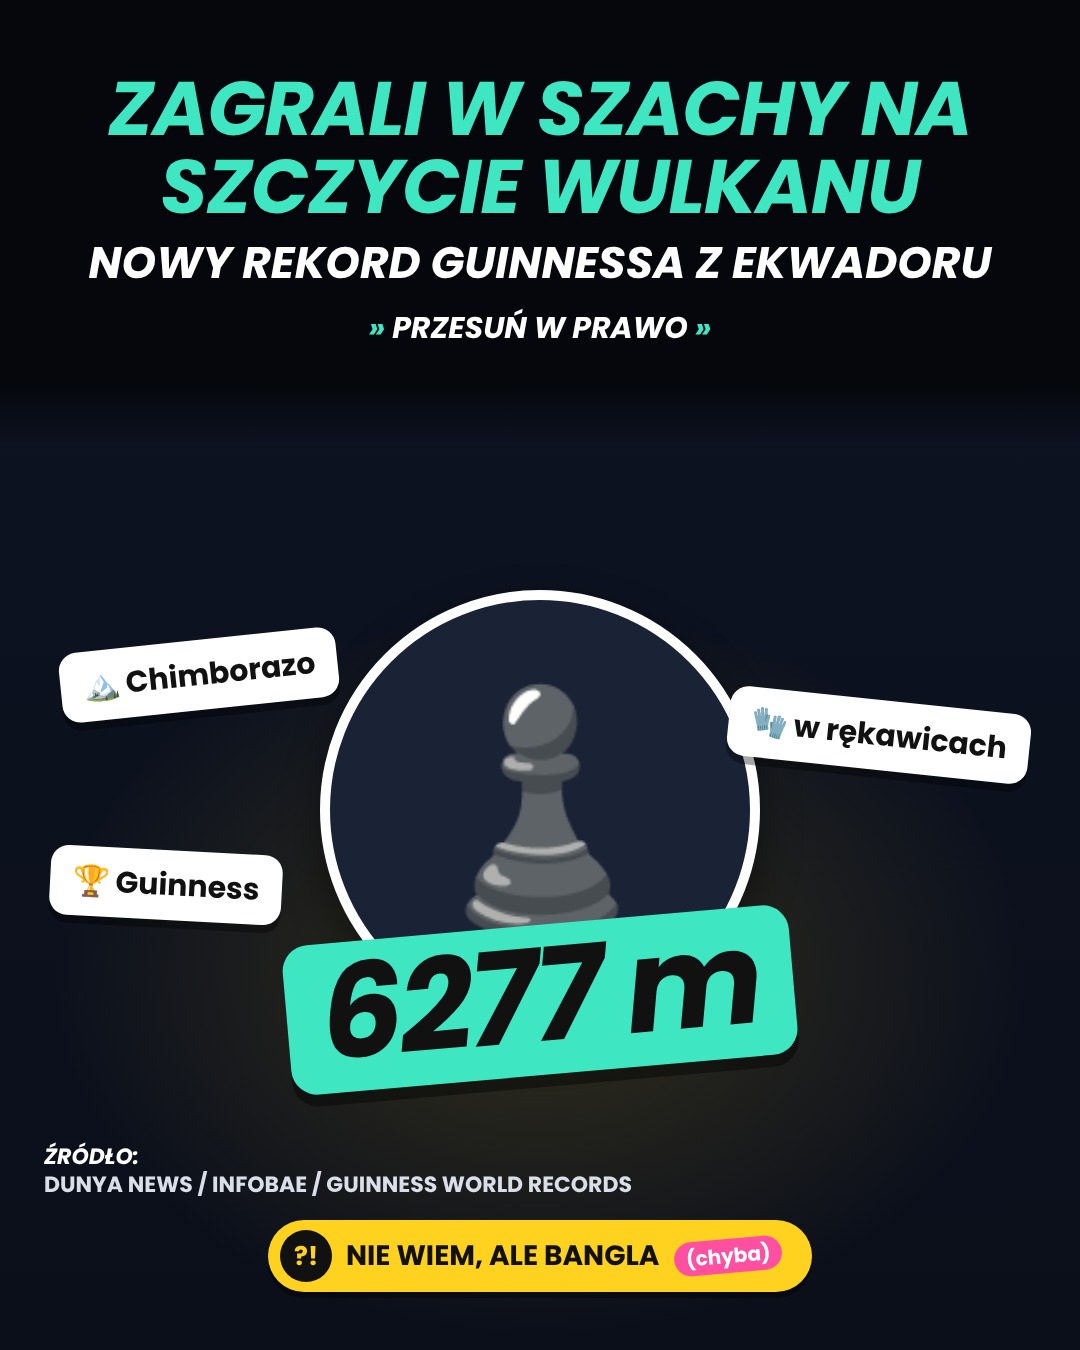 ZAGRALI W SZACHY NA
SZCZYCIE WULKANU
NOWY REKORD GUINNESSA Z EKWADORU
» PRZESUŃ W PRAWO »
Chimborazo
w rękawicach
Guinness
6277 m
ŹRÓDŁO:
DUNYA NEWS / INFOBAE / GUINNESS WORLD RECORDS
?! NIE WIEM, ALE BANGLA (chyba)